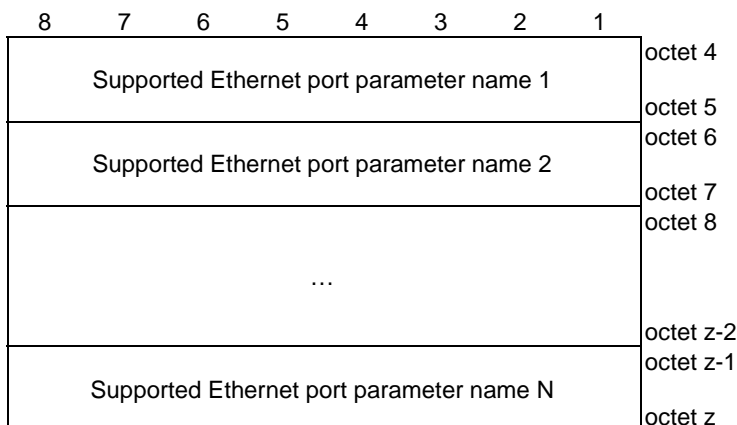 8 7 6 5 4 3 2 1
octet 4
Supported Ethernet port parameter name 1
octet 5
octet 6
Supported Ethernet port parameter name 2
octet 7
octet 8
…
octet z-2
octet z-1
Supported Ethernet port parameter name N
octet z